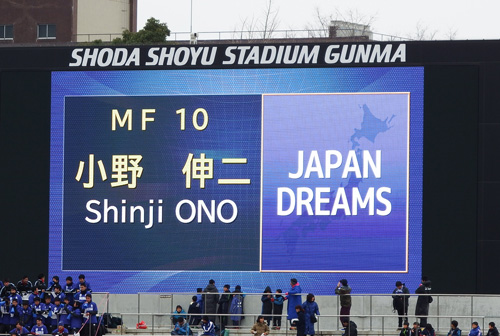 SHODA SHOYU STADIUM GUNMA
MF 10
小野 伸二
Shinji ONO
JAPAN
DREAMS